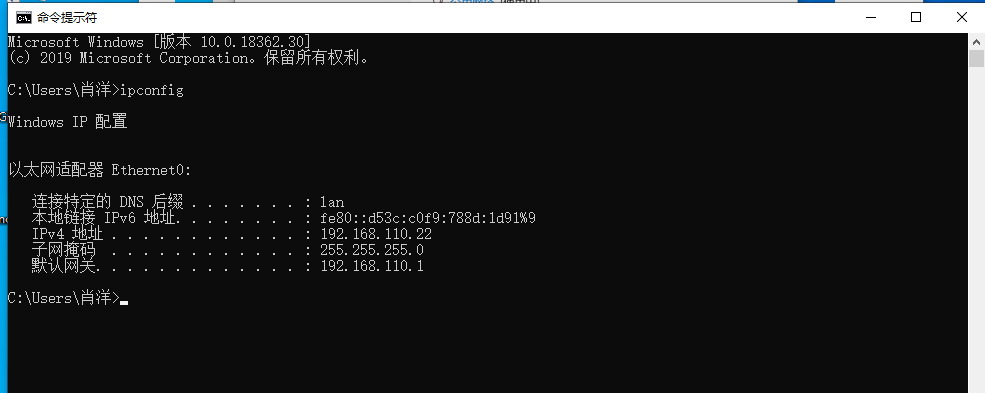 命令提示符
Microsoft Windows [版本 10.0.18362.30]
(c) 2019 Microsoft Corporation。保留所有权利。
C:\Users\肖洋>ipconfig
Windows IP 配置
以太网适配器 Ethernet0:
连接特定的 DNS 后缀 . . . . . . . : lan
本地链接 IPv6 地址. . . . . . . . : fe80::d53c:c0f9:788d:1d91%9
IPv4 地址 . . . . . . . . . . . . : 192.168.110.22
子网掩码  . . . . . . . . . . . . : 255.255.255.0
默认网关. . . . . . . . . . . . . : 192.168.110.1
C:\Users\肖洋>